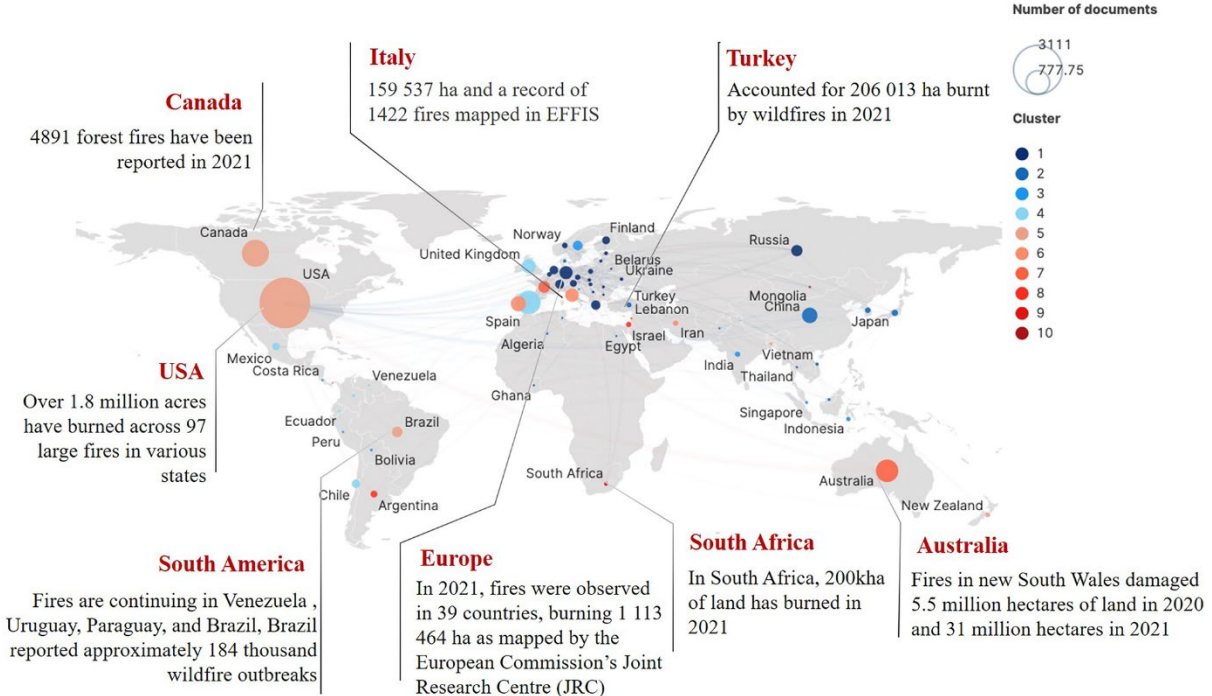 Number of documents
3111
777.75
Cluster
1
2
3
4
5
6
7
8
9
10
Italy
159 537 ha and a record of
1422 fires mapped in EFFIS
Turkey
Accounted for 206 013 ha burnt
by wildfires in 2021
Canada
4891 forest fires have been
reported in 2021
Canada
USA
Mexico
Costa Rica
Venezuela
Ecuador
Peru
Brazil
Bolivia
Chile
Argentina
Norway
Finland
United Kingdom
Belarus
Ukraine
Spain
Turkey
Lebanon
Israel
Iran
Algeria
Egypt
Ghana
South Africa
Russia
Mongolia
China
Japan
India
Vietnam
Thailand
Singapore
Indonesia
Australia
New Zealand
USA
Over 1.8 million acres
have burned across 97
large fires in various
states
South America
Fires are continuing in Venezuela ,
Uruguay, Paraguay, and Brazil, Brazil
reported approximately 184 thousand
wildfire outbreaks
Europe
In 2021, fires were observed
in 39 countries, burning 1 113
464 ha as mapped by the
European Commission's Joint
Research Centre (JRC)
South Africa
In South Africa, 200kha
of land has burned in
2021
Australia
Fires in new South Wales damaged
5.5 million hectares of land in 2020
and 31 million hectares in 2021